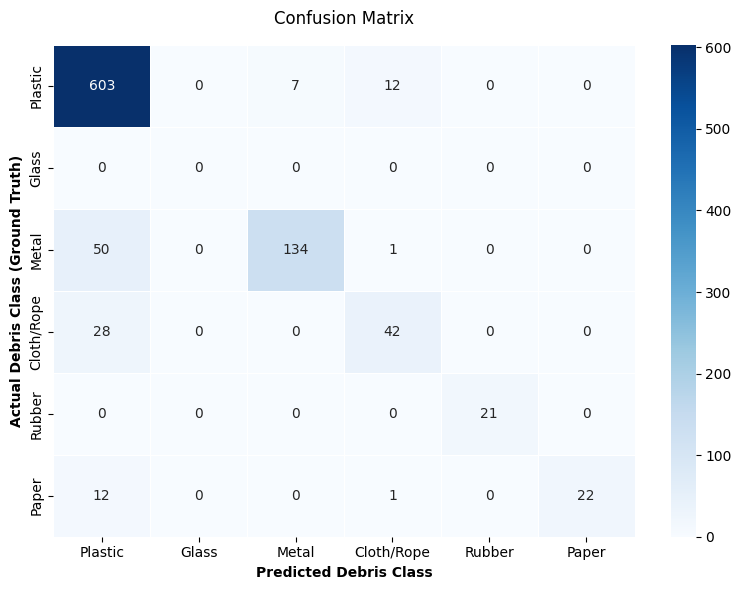 Confusion Matrix
Actual Debris Class (Ground Truth)
Plastic 603 0 7 12 0 0
Glass 0 0 0 0 0 0
Metal 50 0 134 1 0 0
Cloth/Rope 28 0 0 42 0 0
Rubber 0 0 0 0 21 0
Paper 12 0 0 1 0 22
Plastic Glass Metal Cloth/Rope Rubber Paper
Predicted Debris Class
600
500
400
300
200
100
0